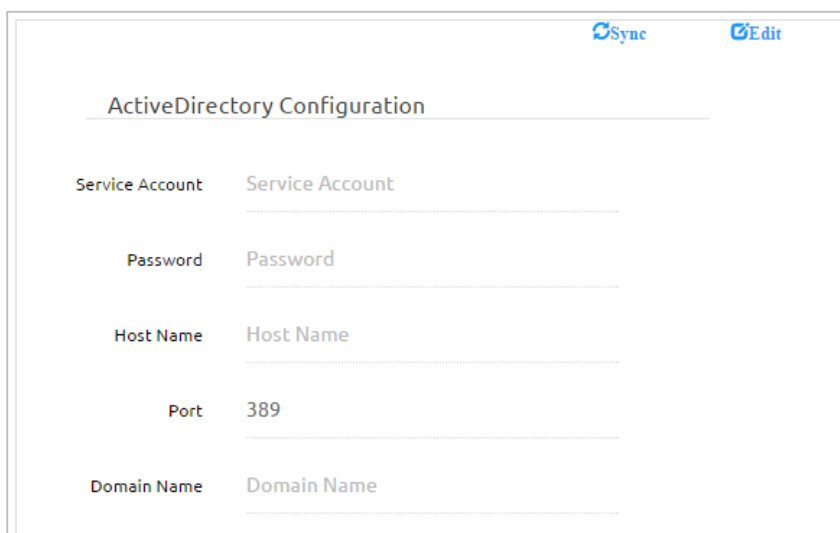 Sync Edit
ActiveDirectory Configuration
Service Account Service Account
Password Password
Host Name Host Name
Port 389
Domain Name Domain Name